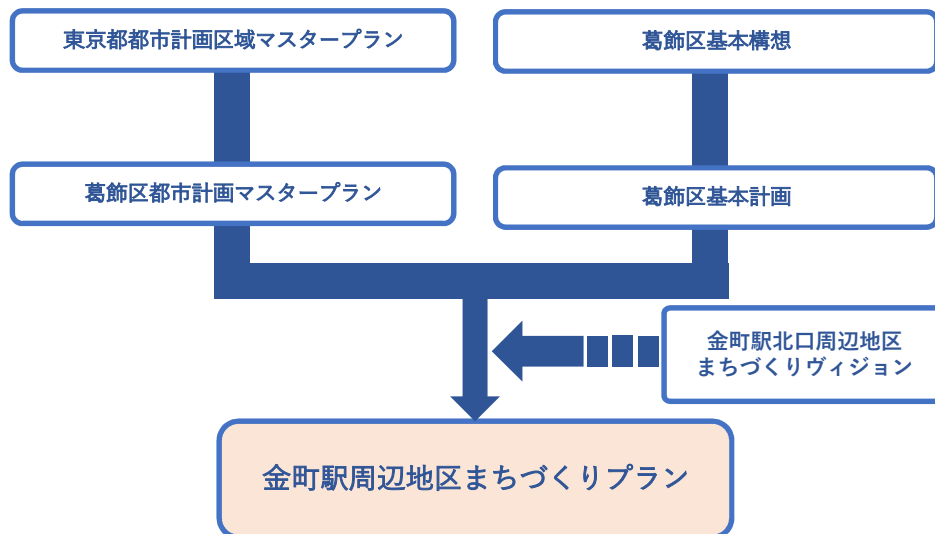 東京都都市計画区域マスタープラン
葛飾区基本構想
葛飾区都市計画マスタープラン
葛飾区基本計画
金町駅北口周辺地区
まちづくりヴィジョン
金町駅周辺地区まちづくりプラン